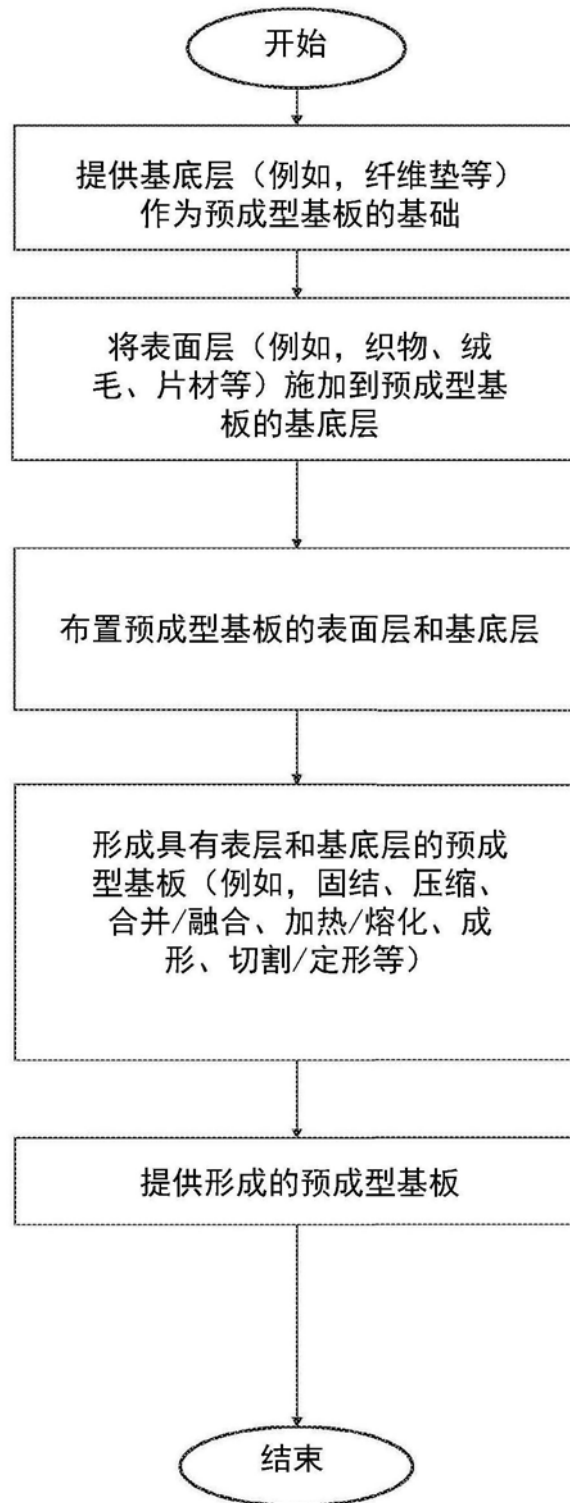 开始
提供基底层（例如，纤维垫等）
作为预成型基板的基础
将表面层（例如，织物、绒
毛、片材等）施加到预成型基
板的基底层
布置预成型基板的表面层和基底层
形成具有表层和基底层的预成
型基板（例如，固结、压缩、
合并/融合、加热/熔化、成
形、切割/定形等）
提供形成的预成型基板
结束